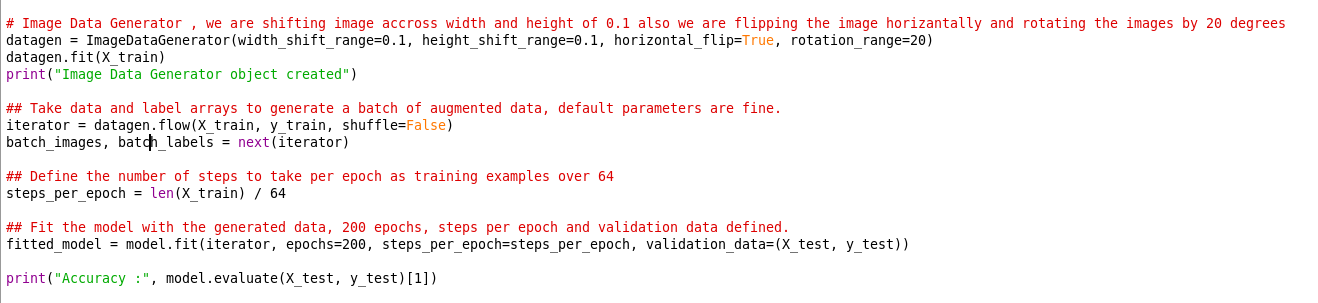 # Image Data Generator , we are shifting image accross width and height of 0.1 also we are flipping the image horizantally and rotating the images by 20 degrees
datagen = ImageDataGenerator(width_shift_range=0.1, height_shift_range=0.1, horizontal_flip=True, rotation_range=20)
datagen.fit(X_train)
print("Image Data Generator object created")
## Take data and label arrays to generate a batch of augmented data, default parameters are fine.
iterator = datagen.flow(X_train, y_train, shuffle=False)
batch_images, batch_labels = next(iterator)
## Define the number of steps to take per epoch as training examples over 64
steps_per_epoch = len(X_train) / 64
## Fit the model with the generated data, 200 epochs, steps per epoch and validation data defined.
fitted_model = model.fit(iterator, epochs=200, steps_per_epoch=steps_per_epoch, validation_data=(X_test, y_test))
print("Accuracy :", model.evaluate(X_test, y_test)[1])